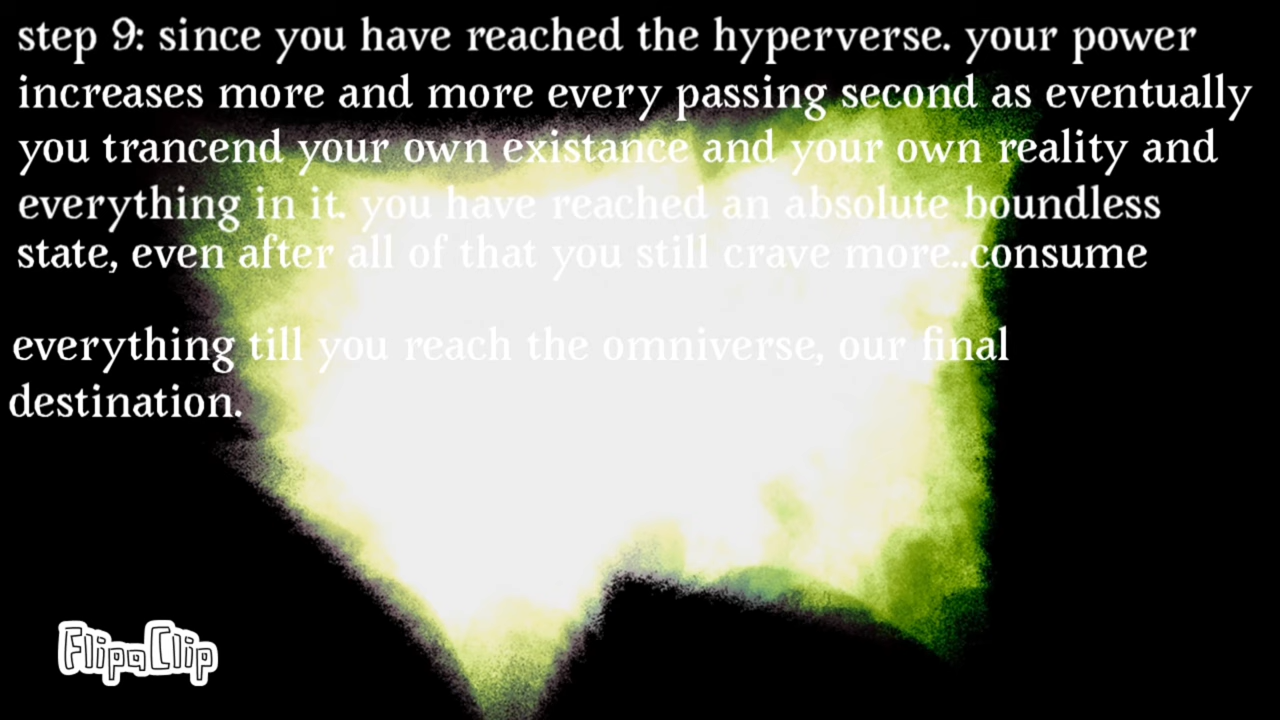 step 9: since you have reached the hyperverse. your power
increases more and more every passing second as eventually
you trancend your own existance and your own reality and
everything in it. you have reached an absolute boundless
state, even after all of that you still crave more..consume
everything till you reach the omniverse, our final
destination.
FlipaClip